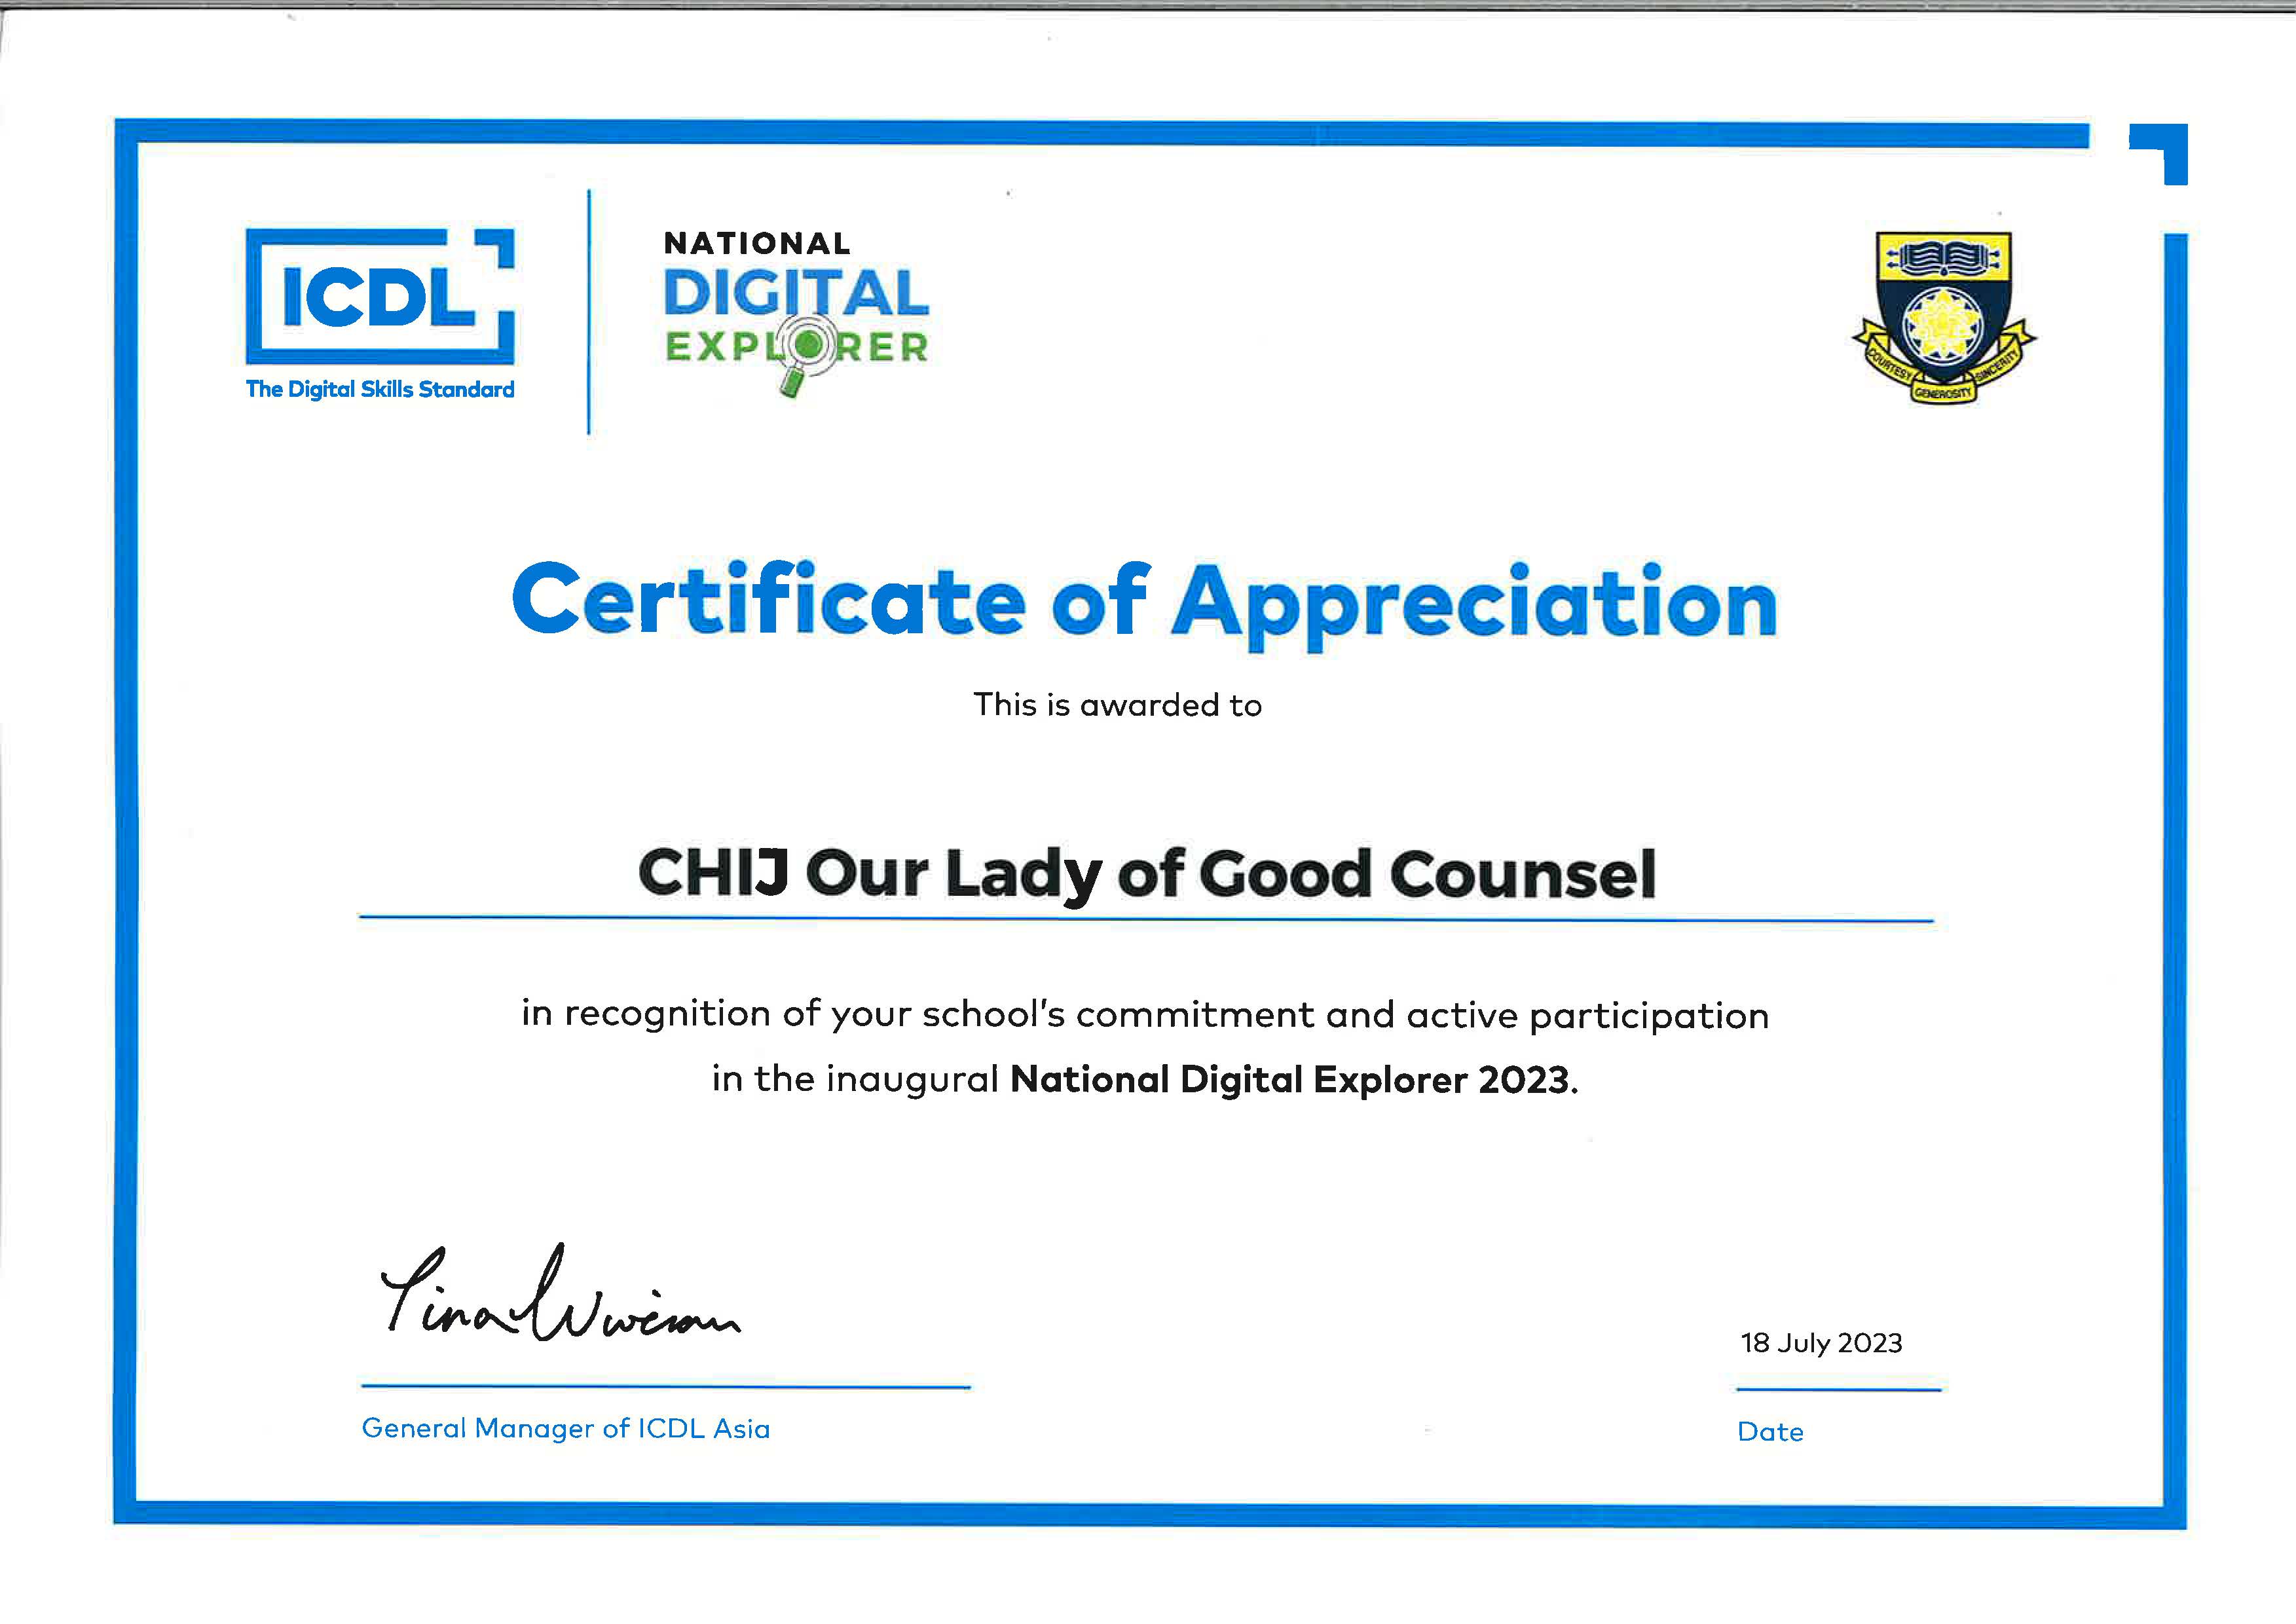 ICDL
The Digital Skills Standard
NATIONAL
DIGITAL
EXPLORER
COURTESY
GENEROSITY
SINCERITY
Certificate of Appreciation
This is awarded to
CHIJ Our Lady of Good Counsel
in recognition of your school's commitment and active participation
in the inaugural National Digital Explorer 2023.
18 July 2023
General Manager of ICDL Asia
Date